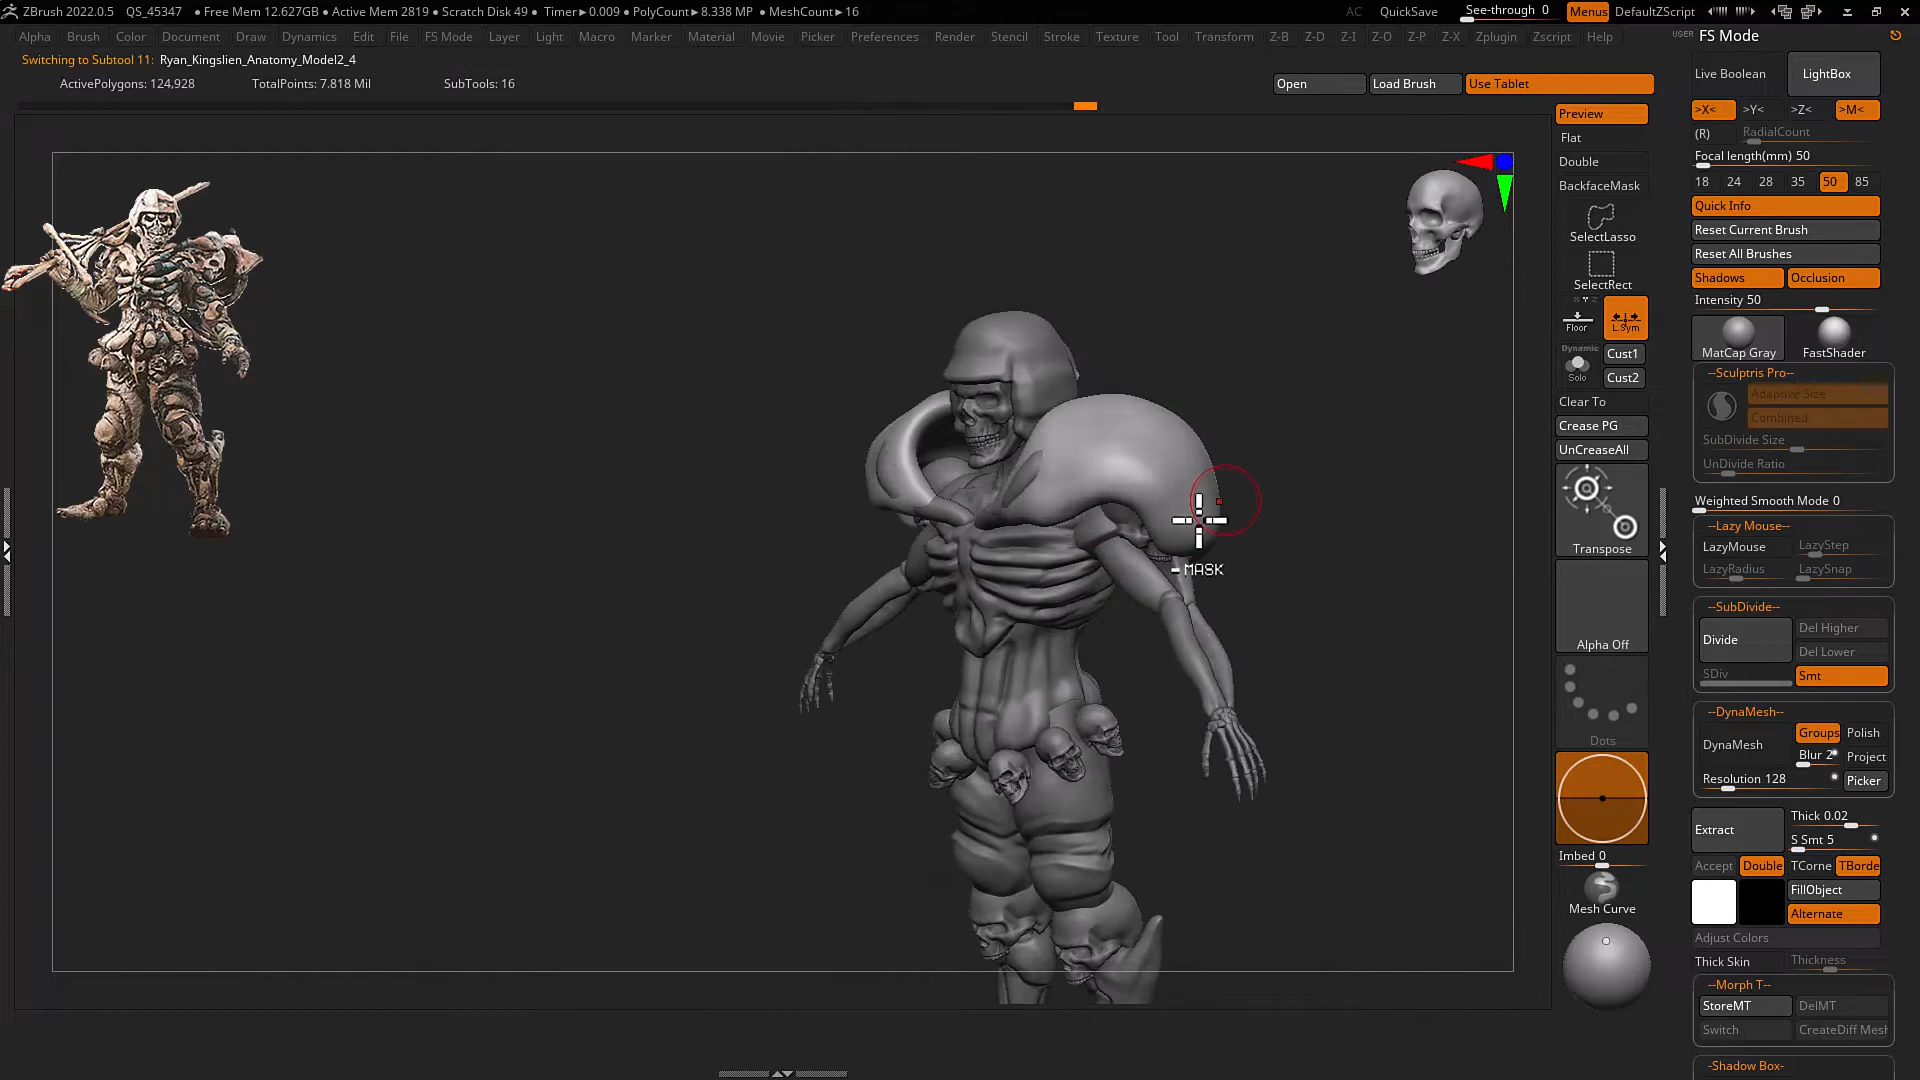 ZBrush 2022.0.5 QS_45347 ● Free Mem 12.627GB ● Active Mem 2819 ● Scratch Disk 49 ● Timer►0.009 ● PolyCount►8.338 MP ● MeshCount►16 AC QuickSave See-through 0 Menus DefaultZScript
Alpha Brush Color Document Draw Dynamics Edit File FS Mode Layer Light Macro Marker Material Movie Picker Preferences Render Stencil Stroke Texture Tool Transform Z-B Z-D Z-I Z-O Z-P Z-X Zplugin Zscript Help USER FS Mode
Switching to Subtool 11: Ryan_Kingslien_Anatomy_Model2_4
ActivePolygons: 124,928 TotalPoints: 7.818 Mil SubTools: 16
Open Load Brush Use Tablet
Preview
Flat
Double
BackfaceMask
SelectLasso
SelectRect
Floor L.Sym
Dynamic
Solo
Cust1
Cust2
Clear To
Crease PG
UnCreaseAll
Transpose
Alpha Off
Dots
Imbed 0
Mesh Curve
MASK
Live Boolean LightBox
>X< >Y< >Z< >M<
(R) RadialCount
Focal length(mm) 50
18 24 28 35 50 85
Quick Info
Reset Current Brush
Reset All Brushes
Shadows Occlusion
Intensity 50
MatCap Gray FastShader
--Sculptris Pro--
Adaptive Size
Combined
SubDivide Size
UnDivide Ratio
Weighted Smooth Mode 0
--Lazy Mouse--
LazyMouse LazyStep
LazyRadius LazySnap
--SubDivide--
Divide Del Higher
Del Lower
SDiv Smt
--DynaMesh--
DynaMesh Groups Polish
Blur 2 Project
Resolution 128 Picker
Extract Thick 0.02
S Smt 5
Accept Double TCorne TBorde
FillObject
Alternate
Adjust Colors
Thick Skin Thickness
--Morph T--
StoreMT DelMT
Switch CreateDiff Mesh
-Shadow Box-